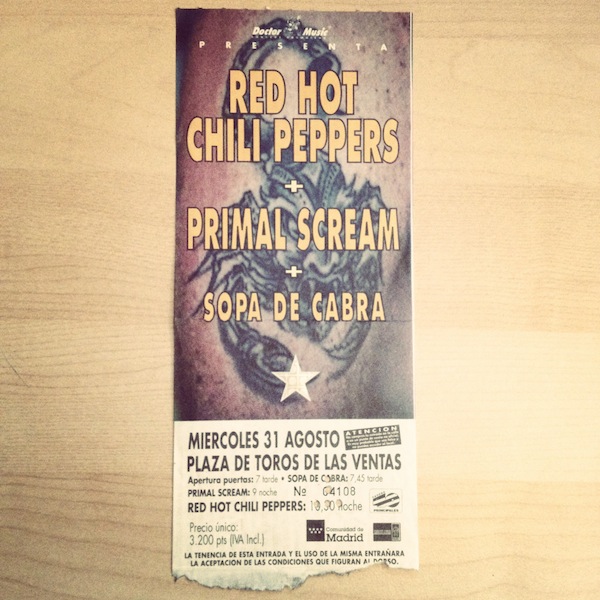 Doctor Music
PRESENTA
RED HOT
CHILI PEPPERS
+
PRIMAL SCREAM
+
SOPA DE CABRA
MIERCOLES 31 AGOSTO
ATENCION
PLAZA DE TOROS DE LAS VENTAS
Apertura puertas: 7 tarde • SOPA DE CABRA: 7,45 tarde
PRIMAL SCREAM: 9 noche Nº 04108
RED HOT CHILI PEPPERS: 10,30 noche
PRINCIPALES
Precio único:
3.200 pts (IVA Incl.)
Comunidad de
Madrid
LA TENENCIA DE ESTA ENTRADA Y EL USO DE LA MISMA ENTRAÑARA
LA ACEPTACION DE LAS CONDICIONES QUE FIGURAN AL DORSO.